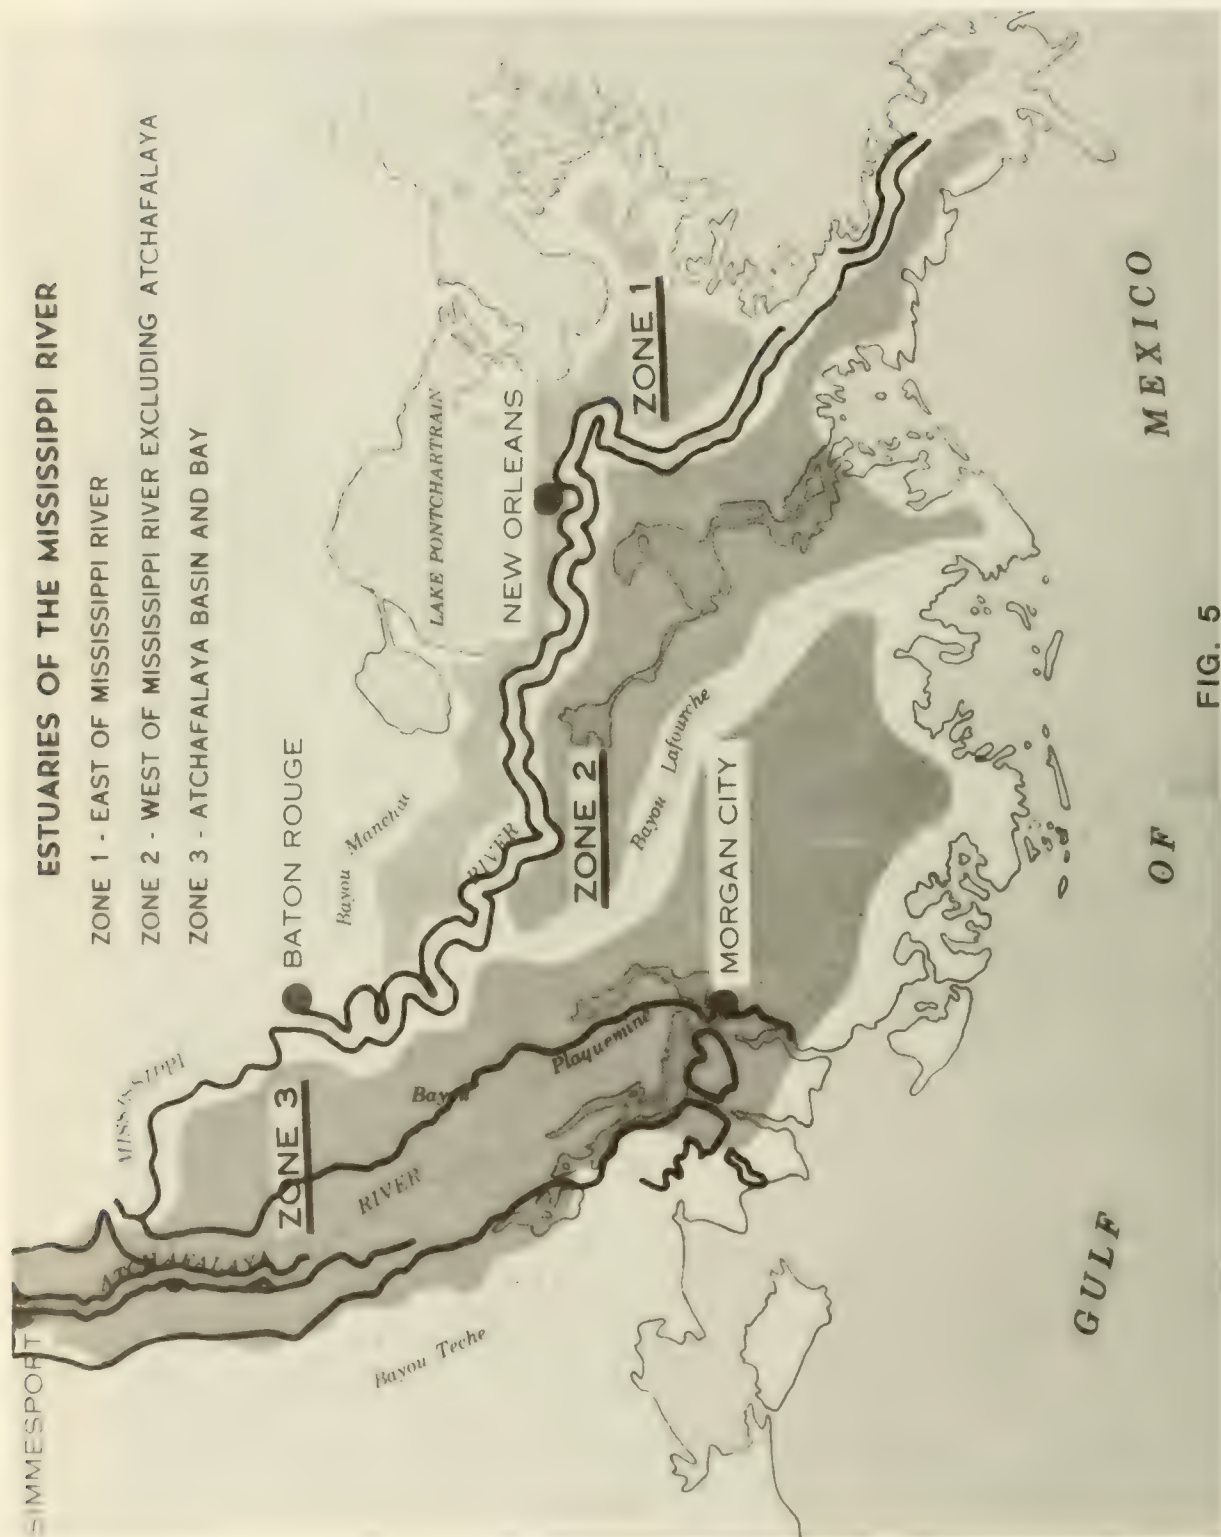 ESTUARIES OF THE MISSISSIPPI RIVER
ZONE 1 - EAST OF MISSISSIPPI RIVER
ZONE 2 - WEST OF MISSISSIPPI RIVER EXCLUDING ATCHAFALAYA
ZONE 3 - ATCHAFALAYA BASIN AND BAY
SIMMESPORT
MISSISSIPPI
BATON ROUGE
Bayou Manchac
RIVER
LAKE PONTCHARTRAIN
NEW ORLEANS
ZONE 1
ATCHAFALAYA
RIVER
ZONE 3
Bayou
Plaquemine
ZONE 2
Bayou Lafourche
MORGAN CITY
Bayou Teche
GULF
OF
MEXICO
FIG. 5